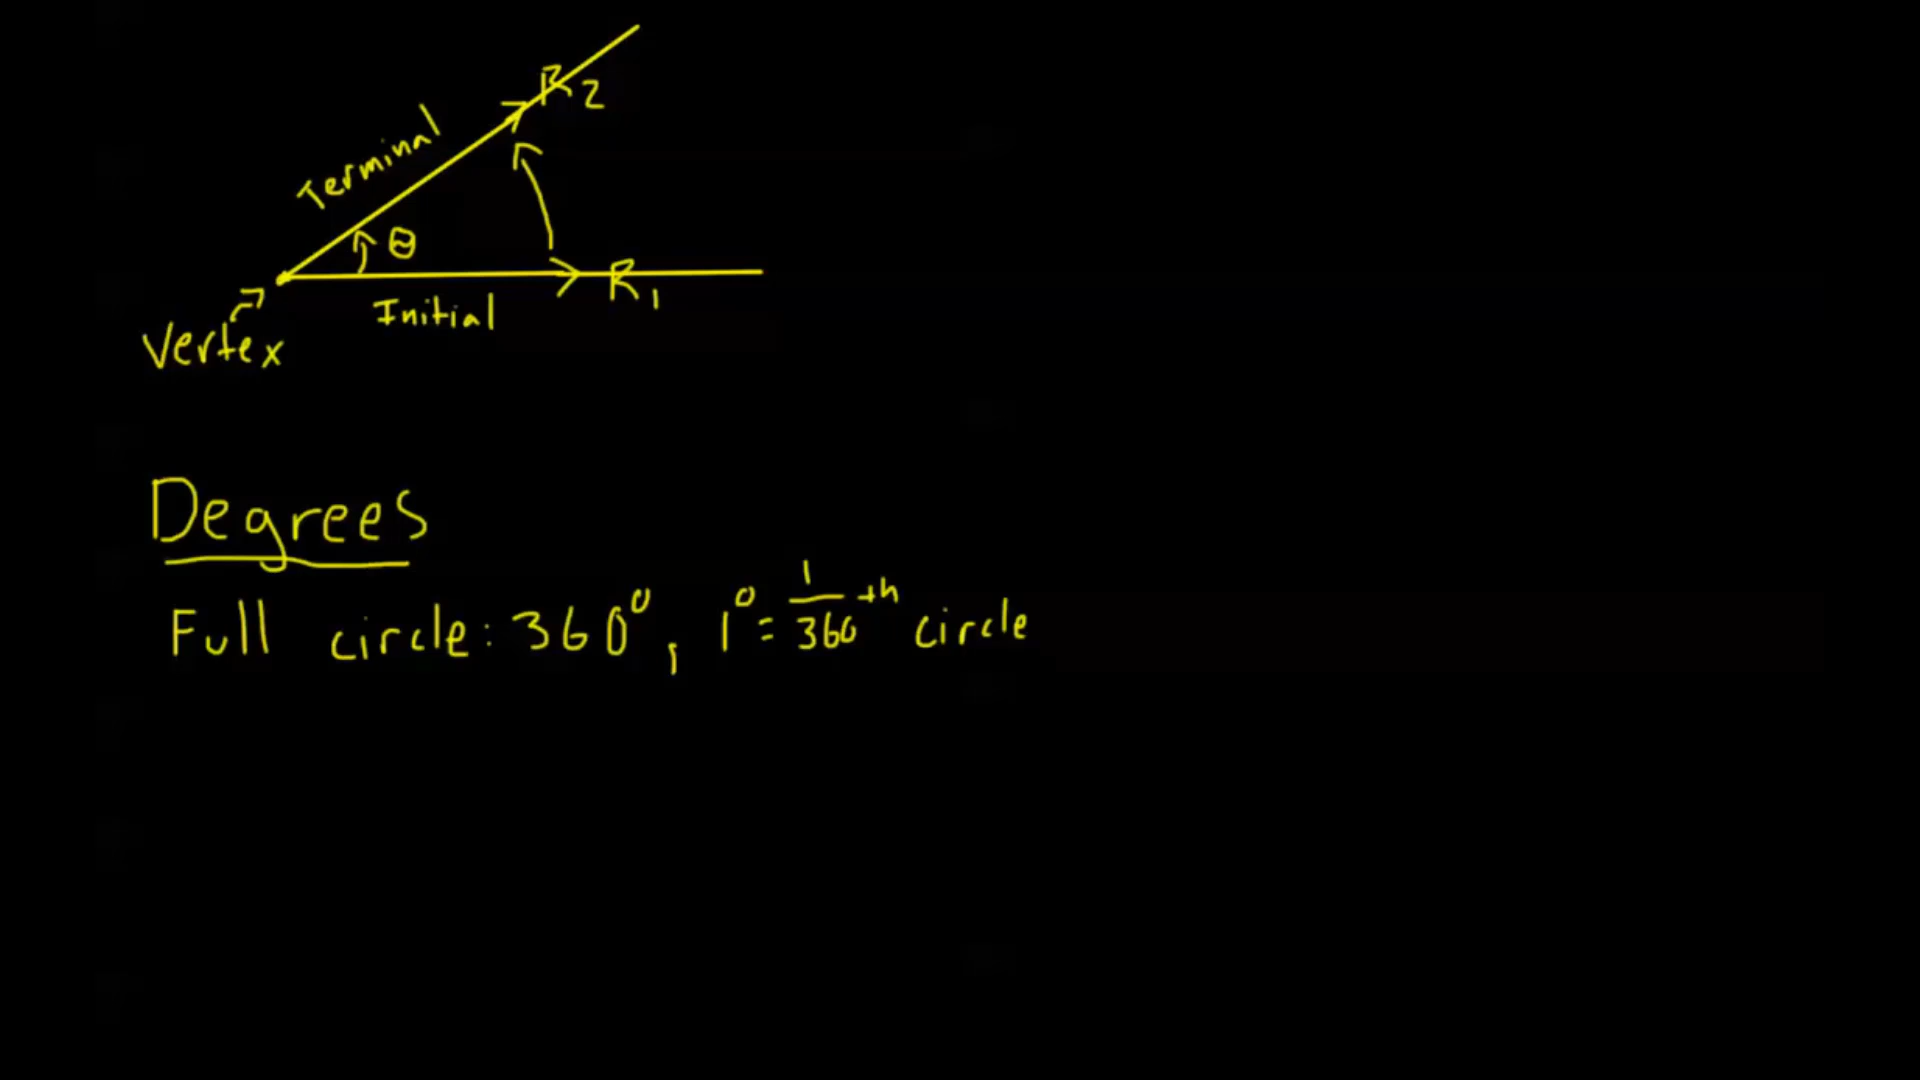 R2
Terminal
θ
R1
Initial
Vertex
Degrees
Full circle: 360°, 1° = 1/360 th circle